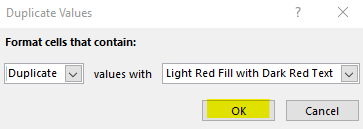 Duplicate Values ? ×
Format cells that contain:
Duplicate values with Light Red Fill with Dark Red Text
OK Cancel